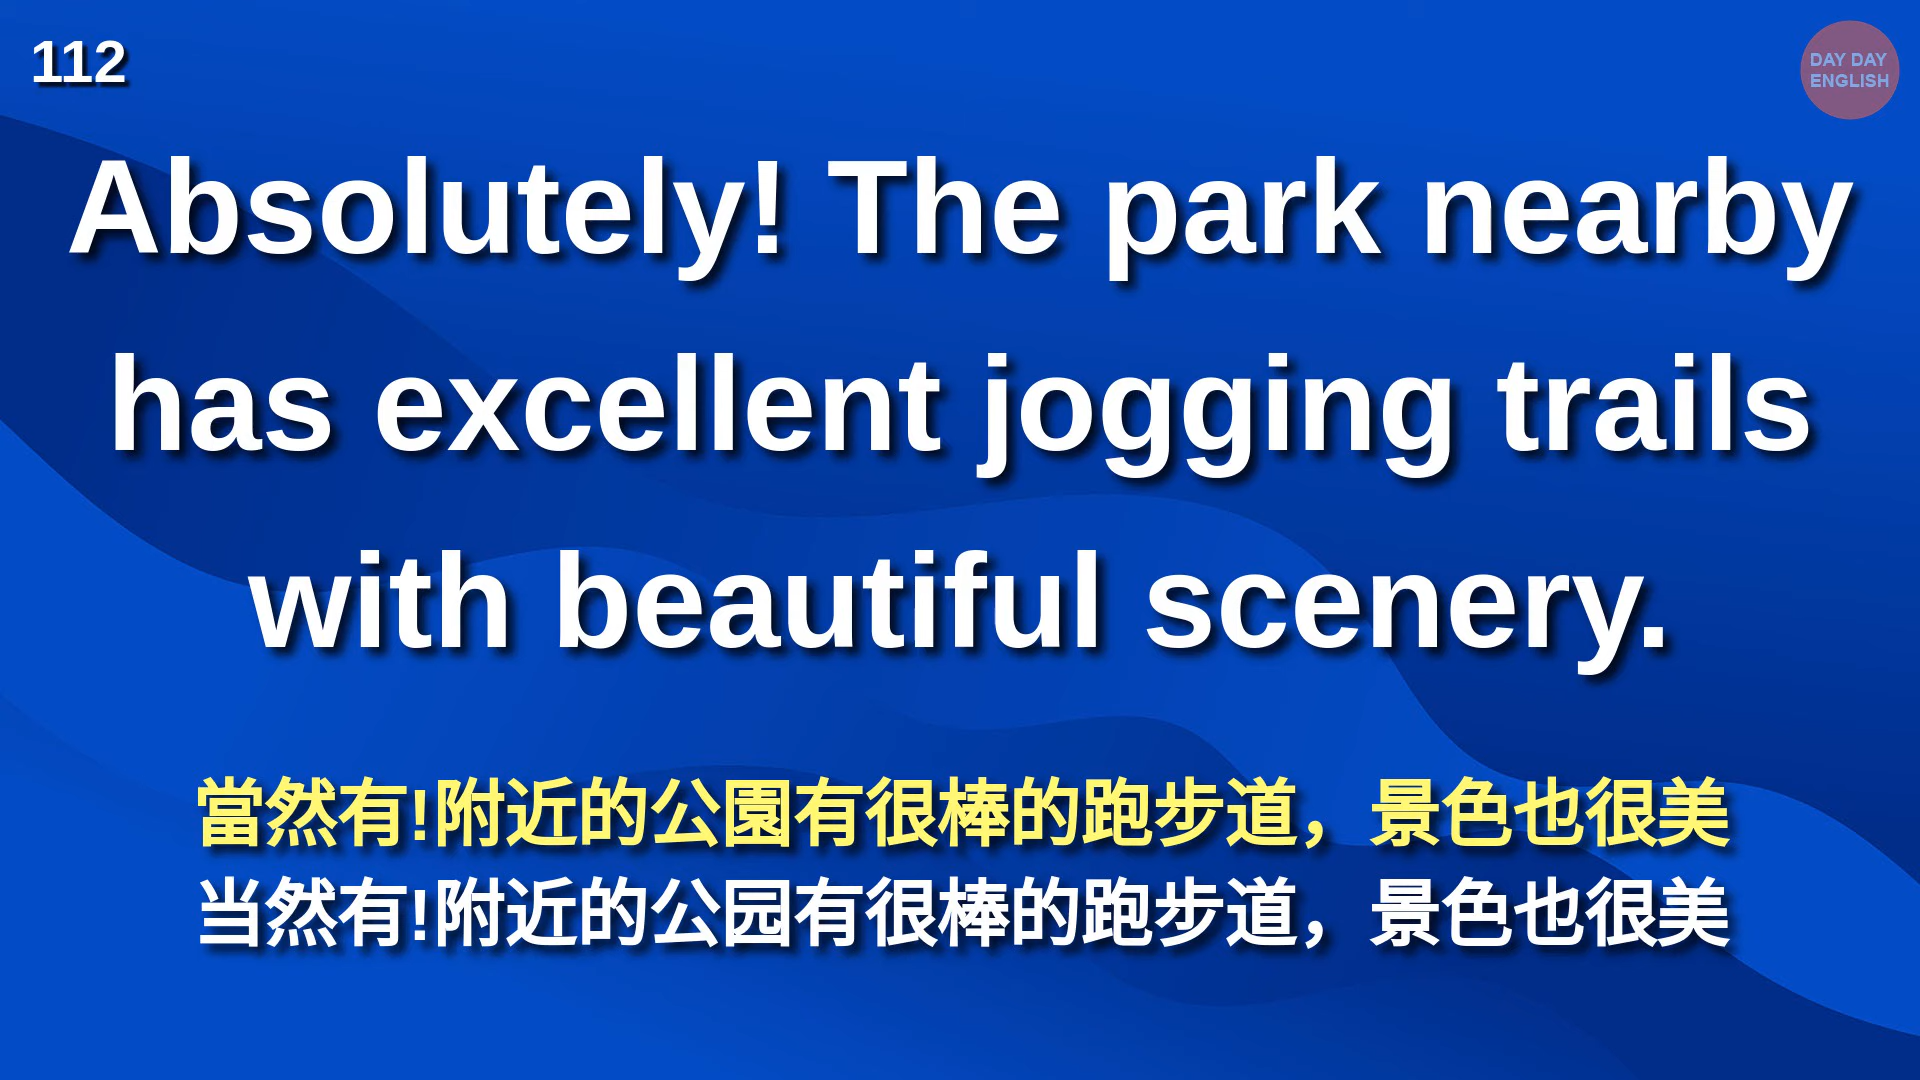 112
DAY DAY
ENGLISH
Absolutely! The park nearby
has excellent jogging trails
with beautiful scenery.
當然有!附近的公園有很棒的跑步道，景色也很美
当然有!附近的公园有很棒的跑步道，景色也很美